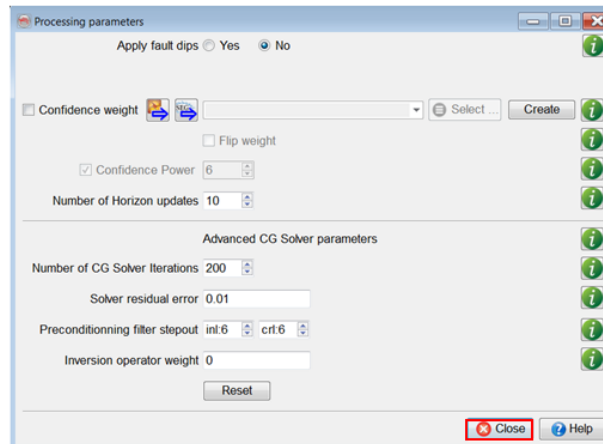 Processing parameters
Apply fault dips Yes No
Confidence weight SEG Select ... Create
Flip weight
Confidence Power 6
Number of Horizon updates 10
Advanced CG Solver parameters
Number of CG Solver Iterations 200
Solver residual error 0.01
Preconditionning filter stepout inl:6 crl:6
Inversion operator weight 0
Reset
Close Help